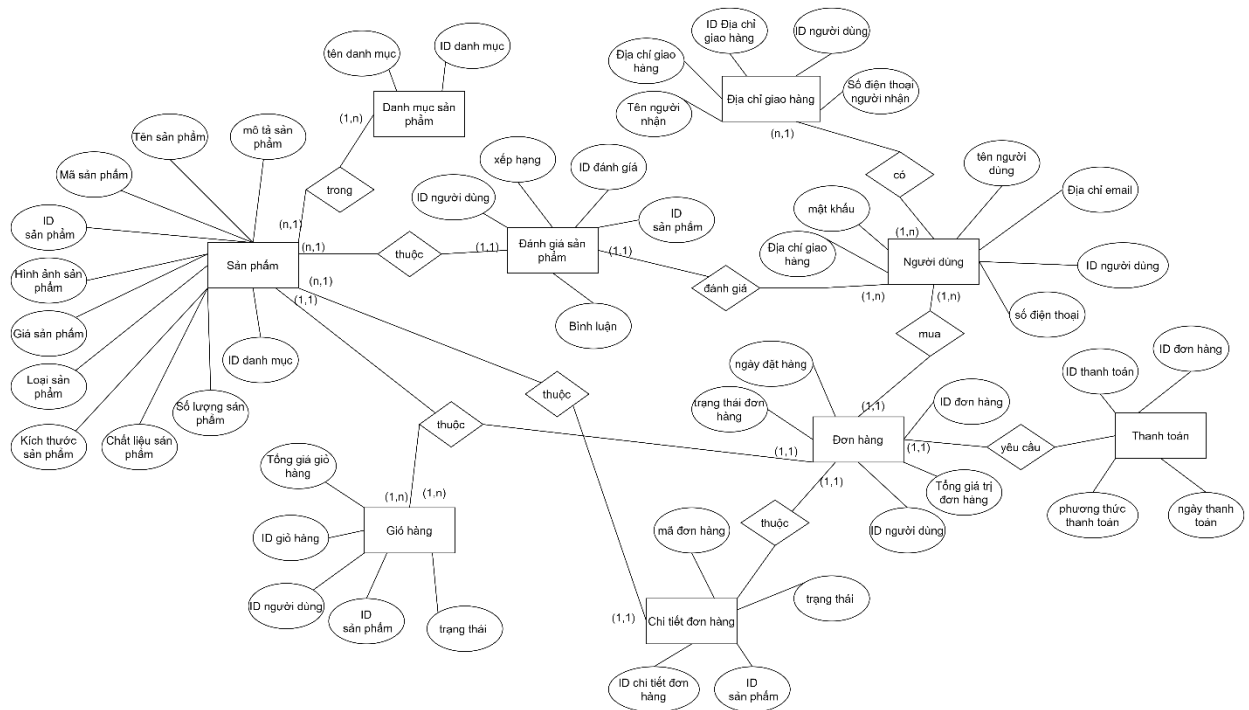 tên danh mục
ID danh mục
Danh mục sản
phẩm
(1,n)
trong
(n,1)
Tên sản phẩm
mô tả sản
phẩm
Mã sản phẩm
ID
sản phẩm
Hình ảnh sản
phẩm
Giá sản phẩm
Loại sản
phẩm
Kích thước
sản phẩm
Chất liệu sản
phẩm
Số lượng sản
phẩm
ID danh mục
Sản phẩm
(n,1)
(n,1)
(1,1)
thuộc
(1,1)
ID người dùng
xếp hạng
ID đánh giá
ID
sản phẩm
Đánh giá sản
phẩm
(1,1)
Bình luận
đánh giá
ID Địa chỉ
giao hàng
ID người dùng
Địa chỉ giao
hàng
Số điện thoại
người nhận
Tên người
nhận
Địa chỉ giao hàng
(n,1)
có
tên người
dùng
Địa chỉ email
mật khẩu
(1,n)
Địa chỉ giao
hàng
Người dùng
ID người dùng
(1,n)
(1,n)
số điện thoại
mua
ngày đặt hàng
trạng thái đơn
hàng
(1,1)
ID đơn hàng
Đơn hàng
(1,1)
(1,1)
(1,1)
Tổng giá trị
đơn hàng
ID người dùng
yêu cầu
ID thanh toán
ID đơn hàng
Thanh toán
phương thức
thanh toán
ngày thanh
toán
thuộc
thuộc
thuộc
Tổng giá giỏ
hàng
(1,n)
(1,n)
ID giỏ hàng
Giỏ hàng
ID người dùng
ID
sản phẩm
trạng thái
mã đơn hàng
trạng thái
(1,1)
Chi tiết đơn hàng
ID chi tiết đơn
hàng
ID
sản phẩm